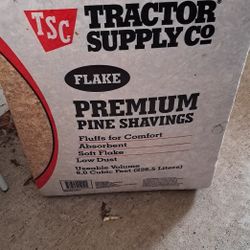 TSC
TRACTOR
SUPPLY CO
FLAKE
PREMIUM
PINE SHAVINGS
Fluffs for Comfort
Absorbent
Soft Flake
Low Dust
Useable Volume
8.0 Cubic Feet (226.5 Liters)